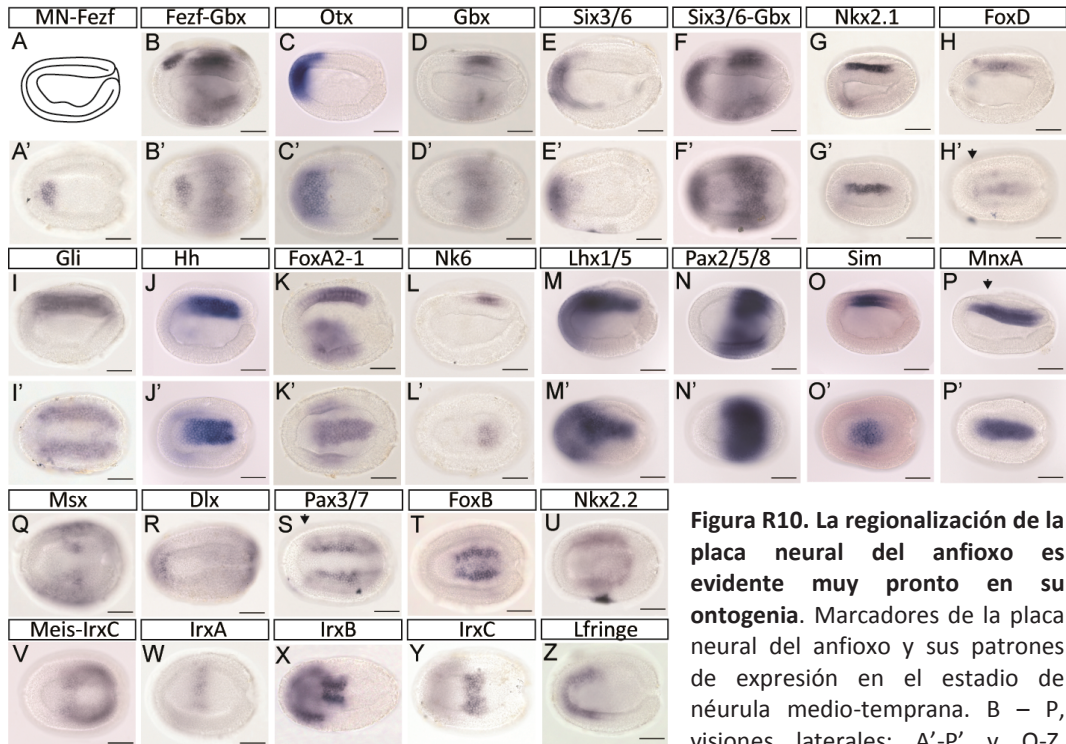 MN-Fezf Fezf-Gbx Otx Gbx Six3/6 Six3/6-Gbx Nkx2.1 FoxD
A B C D E F G H
A' B' C' D' E' F' G' H'
Gli Hh FoxA2-1 Nk6 Lhx1/5 Pax2/5/8 Sim MnxA
I J K L M N O P
I' J' K' L' M' N' O' P'
Msx Dlx Pax3/7 FoxB Nkx2.2
Q R S T U
Meis-IrxC IrxA IrxB IrxC Lfringe
V W X Y Z
Figura R10. La regionalización de la
placa neural del anfioxo es
evidente muy pronto en su
ontogenia. Marcadores de la placa
neural del anfioxo y sus patrones
de expresión en el estadio de
néurula medio-temprana. B – P,
visiones laterales; A'-P' y Q-Z,